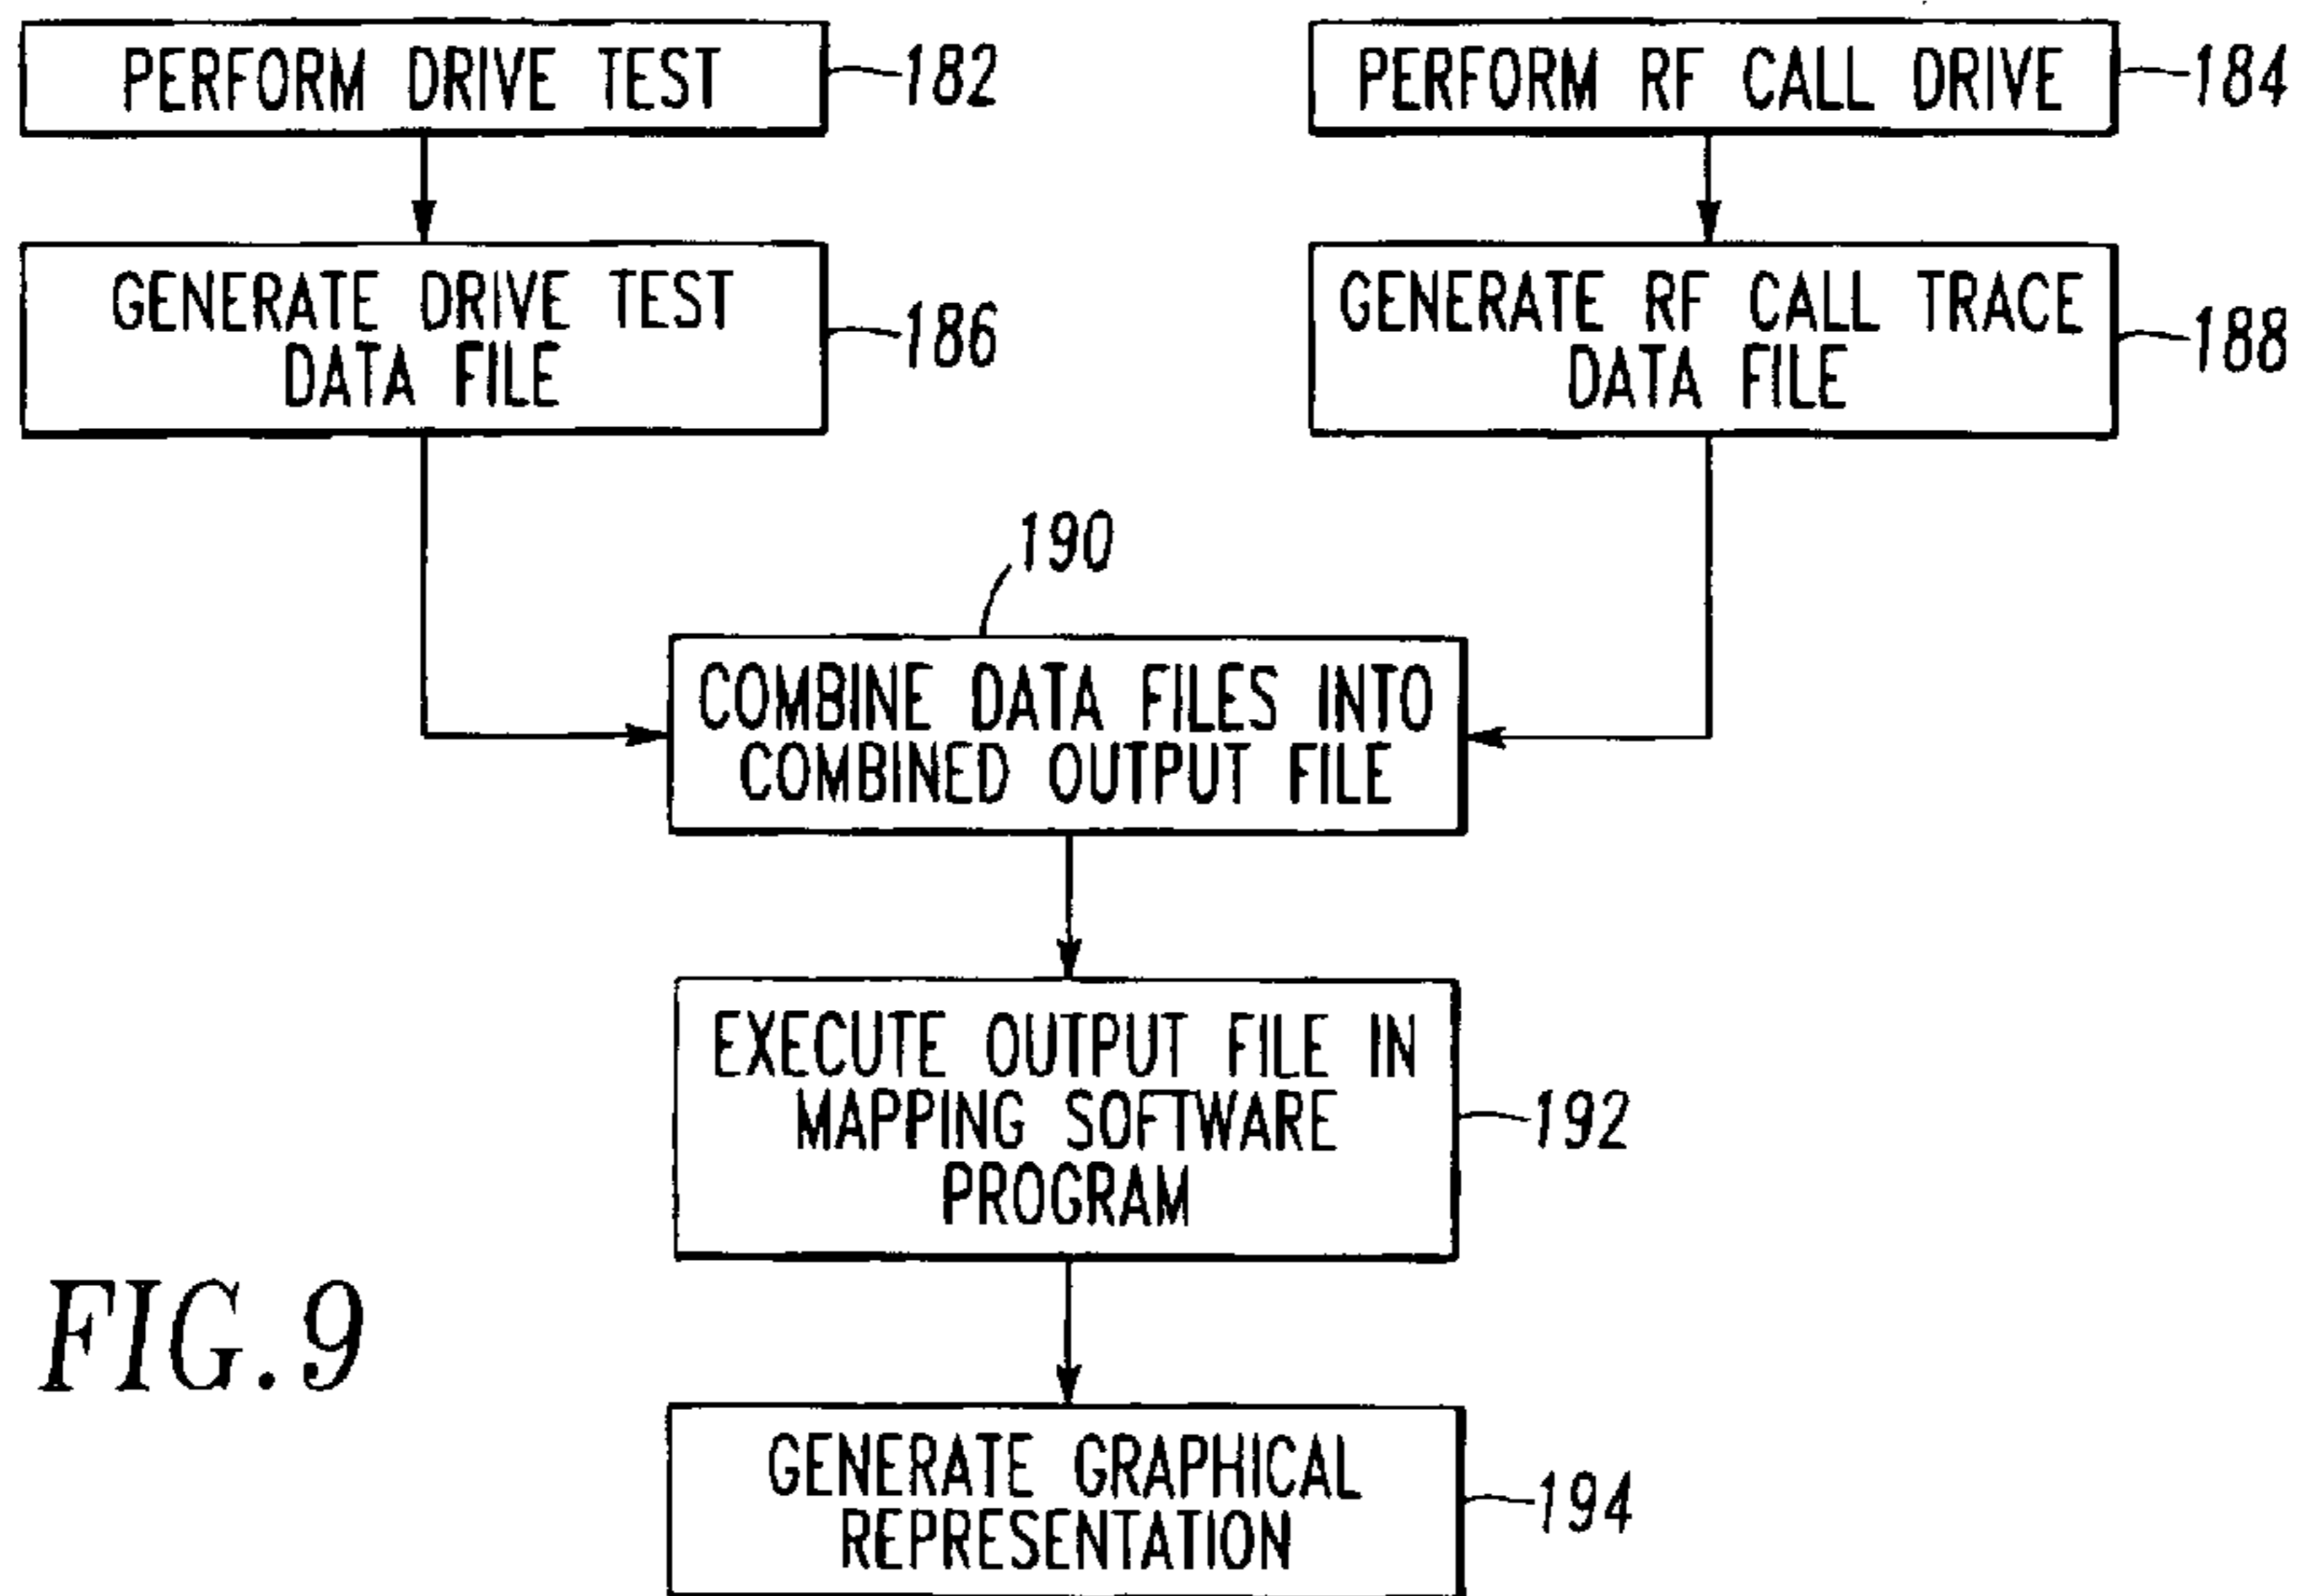 PERFORM DRIVE TEST
182
PERFORM RF CALL DRIVE
184
GENERATE DRIVE TEST
DATA FILE
186
GENERATE RF CALL TRACE
DATA FILE
188
190
COMBINE DATA FILES INTO
COMBINED OUTPUT FILE
EXECUTE OUTPUT FILE IN
MAPPING SOFTWARE
PROGRAM
192
FIG. 9
GENERATE GRAPHICAL
REPRESENTATION
194